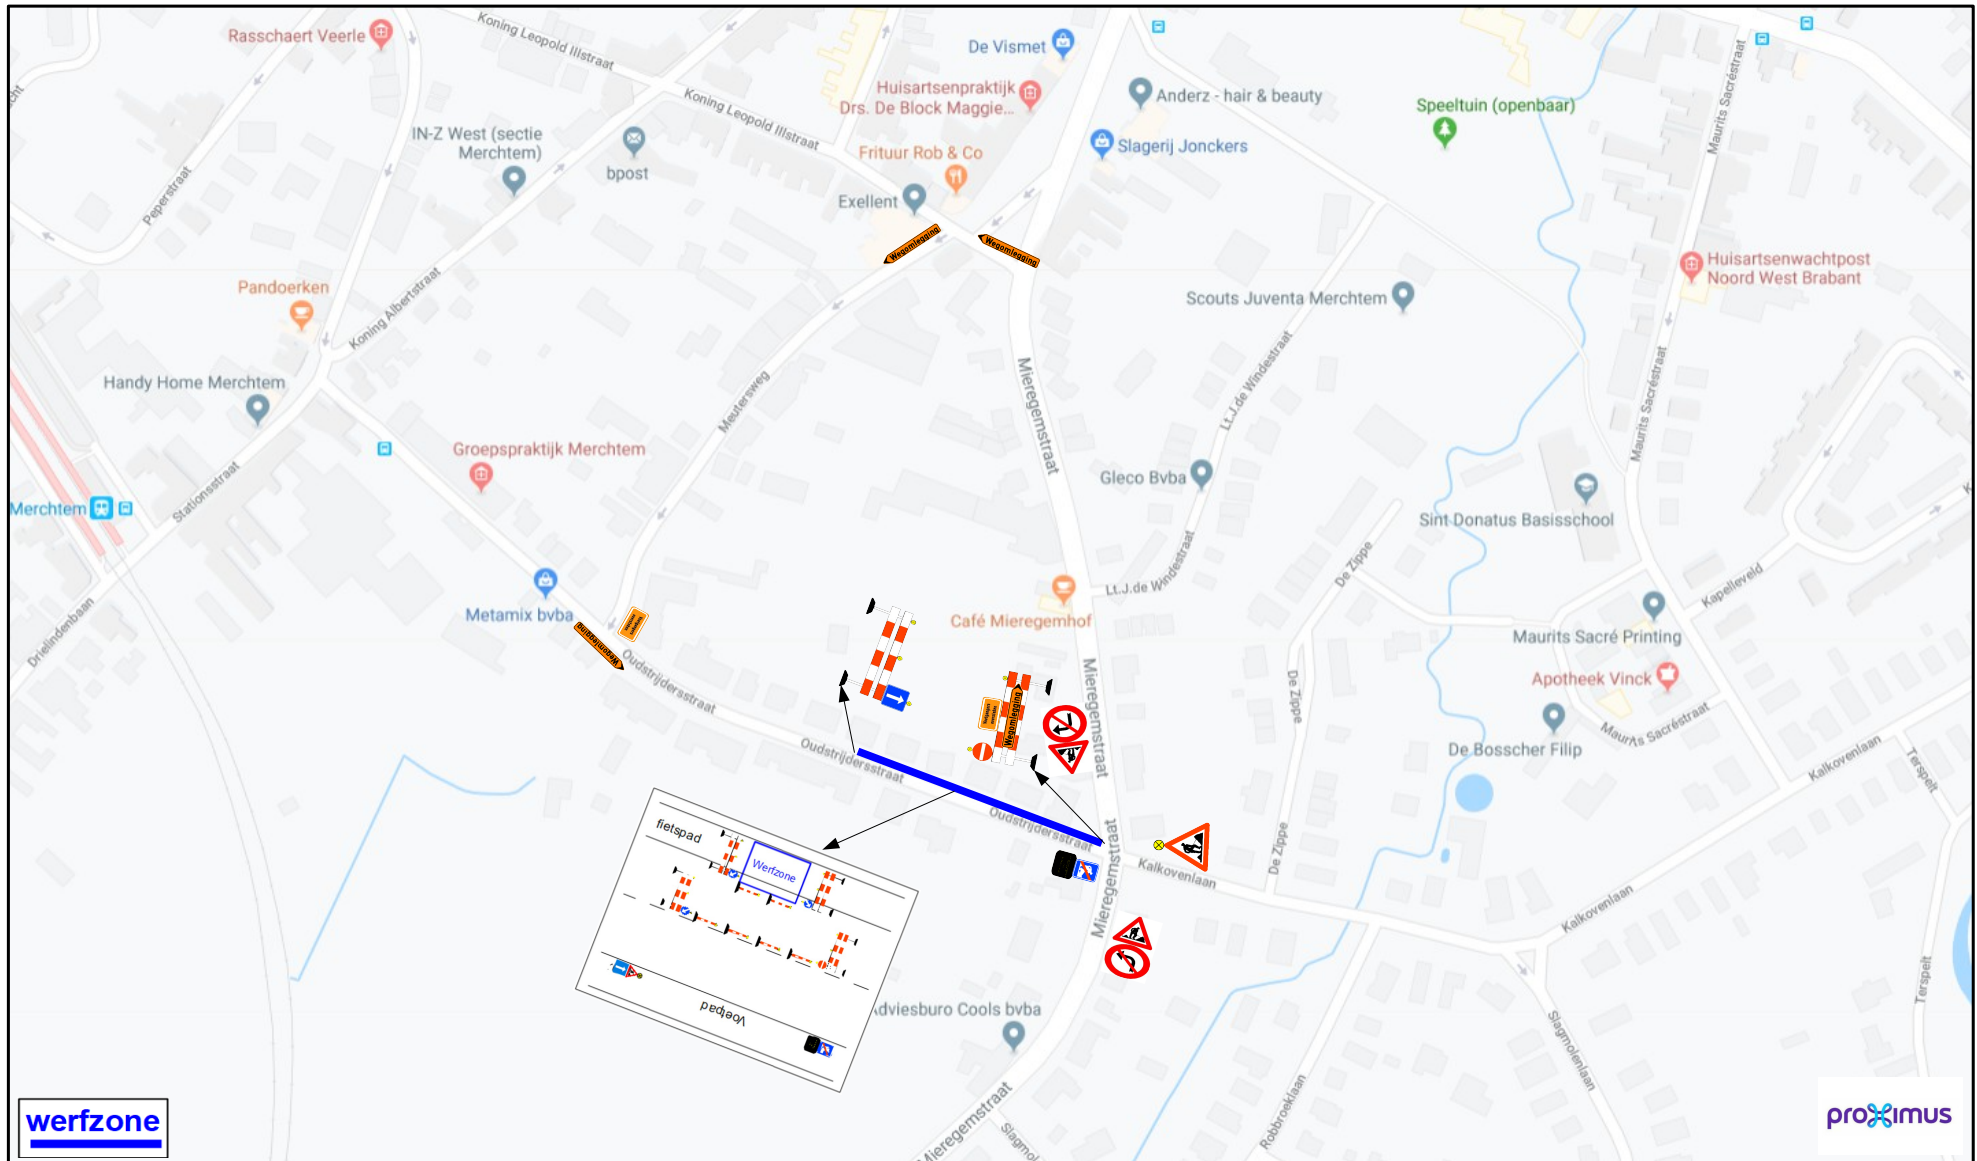 Rasschaert Veerle
Koning Leopold IIIstraat
De Vismet
Huisartsenpraktijk
Drs. De Block Maggie...
Anderz - hair & beauty
Speeltuin (openbaar)
Maurits Sacréstraat
Koning Leopold IIIstraat
IN-Z West (sectie
Merchtem)
bpost
Frituur Rob & Co
Slagerij Jonckers
Peperstraat
Exellent
Wegomlegging
Wegomlegging
Huisartsenwachtpost
Noord West Brabant
Pandoerken
Koning Albertstraat
Scouts Juventa Merchtem
Handy Home Merchtem
Meutersweg
Mieregemstraat
Lt.J.de Windestraat
Maurits Sacréstraat
Groepspraktijk Merchtem
Gleco Bvba
Stationsstraat
Merchtem
Sint Donatus Basisschool
De Zippe
Lt.J.de Windestraat
Kapelleveld
Metamix bvba
Wegomlegging
Café Mieregemhof
Drielindenbaan
Maurits Sacré Printing
Oudstrijdersstraat
Mieregemstraat
De Zippe
Apotheek Vinck
Wegomlegging
Maurits Sacréstraat
De Bosscher Filip
Oudstrijdersstraat
Kalkovenlaan
Terspelt
Oudstrijdersstraat
Mieregemstraat
De Zippe
Kalkovenlaan
fietspad
Werfzone
Kalkovenlaan
Terspelt
Voetpad
dviesburo Cools bvba
Slagmolenlaan
Robbroeklaan
Mieregemstraat
Slagmol
werfzone
proximus